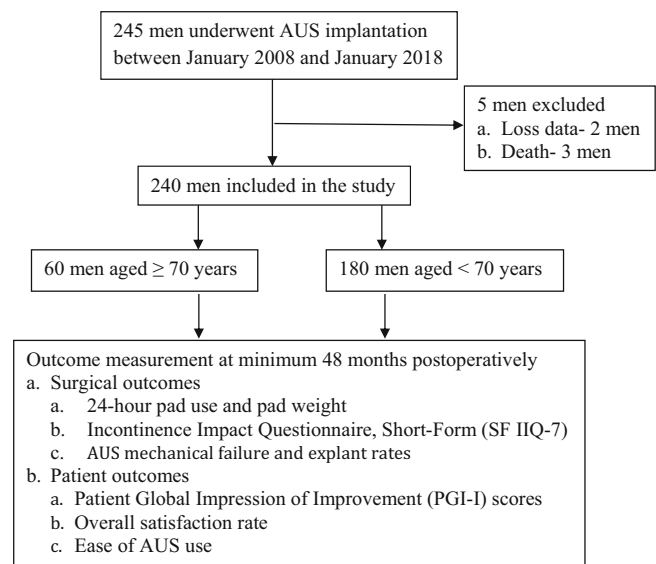 245 men underwent AUS implantation
between January 2008 and January 2018
5 men excluded
a. Loss data- 2 men
b. Death- 3 men
240 men included in the study
60 men aged ≥ 70 years
180 men aged < 70 years
Outcome measurement at minimum 48 months postoperatively
a. Surgical outcomes
a. 24-hour pad use and pad weight
b. Incontinence Impact Questionnaire, Short-Form (SF IIQ-7)
c. AUS mechanical failure and explant rates
b. Patient outcomes
a. Patient Global Impression of Improvement (PGI-I) scores
b. Overall satisfaction rate
c. Ease of AUS use